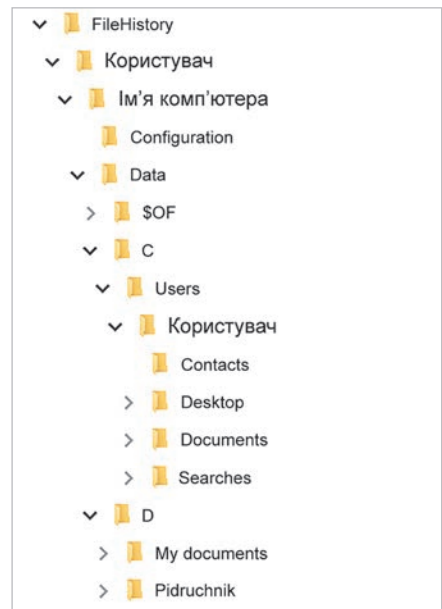 FileHistory
Користувач
Ім’я комп’ютера
Configuration
Data
$OF
C
Users
Користувач
Contacts
Desktop
Documents
Searches
D
My documents
Pidruchnik